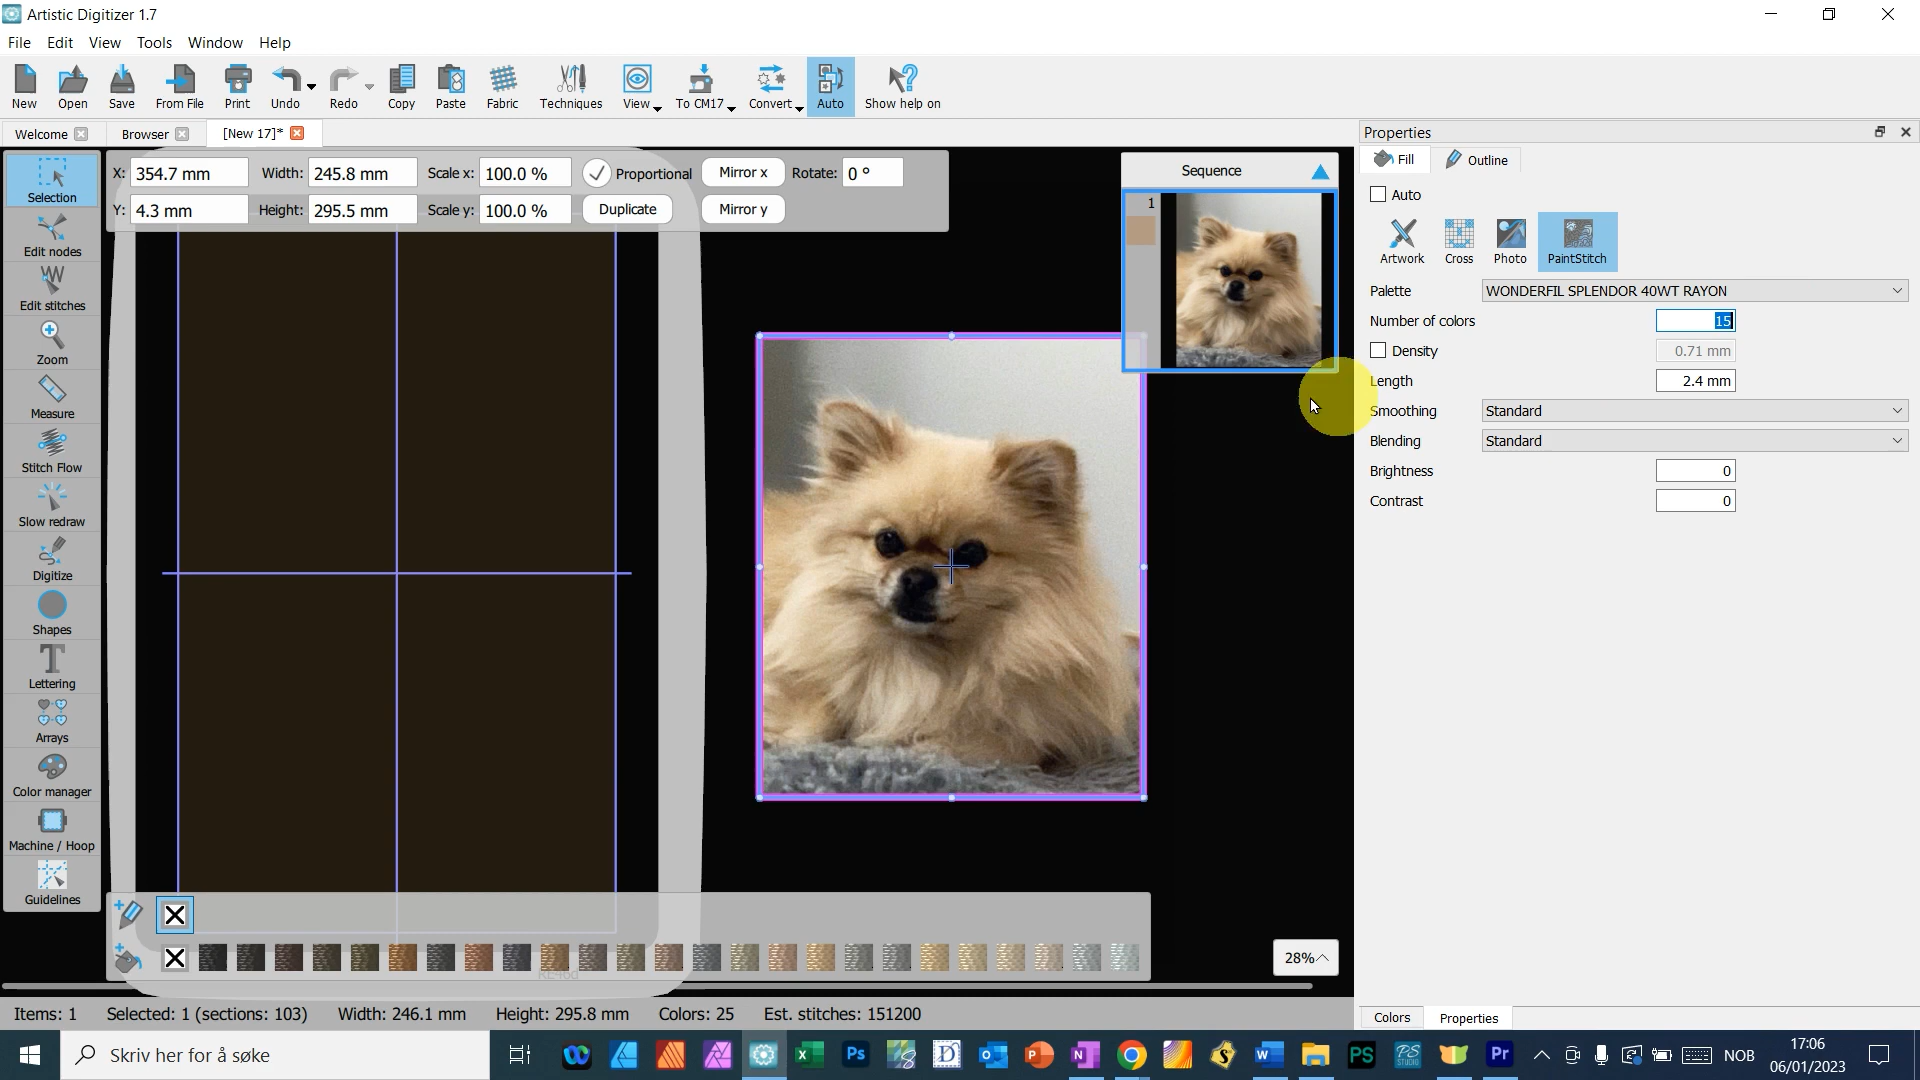 Artistic Digitizer 1.7
File Edit View Tools Window Help
New Open Save From File Print Undo Redo Copy Paste Fabric Techniques View To CM17 Convert Auto Show help on
Welcome Browser [New 17]*
Properties
X: 354.7 mm Width: 245.8 mm Scale x: 100.0 % Proportional Mirror x Rotate: 0 °
Y: 4.3 mm Height: 295.5 mm Scale y: 100.0 % Duplicate Mirror y
Sequence
1
Fill Outline
Auto
Artwork Cross Photo PaintStitch
Palette WONDERFIL SPLENDOR 40WT RAYON
Number of colors 15
Density 0.71 mm
Length 2.4 mm
Smoothing Standard
Blending Standard
Brightness 0
Contrast 0
Selection
Edit nodes
Edit stitches
Zoom
Measure
Stitch Flow
Slow redraw
Digitize
Shapes
Lettering
Arrays
Color manager
Machine / Hoop
Guidelines
28%
Items: 1 Selected: 1 (sections: 103) Width: 246.1 mm Height: 295.8 mm Colors: 25 Est. stitches: 151200
Colors Properties
Skriv her for å søke
NOB
17:06
06/01/2023